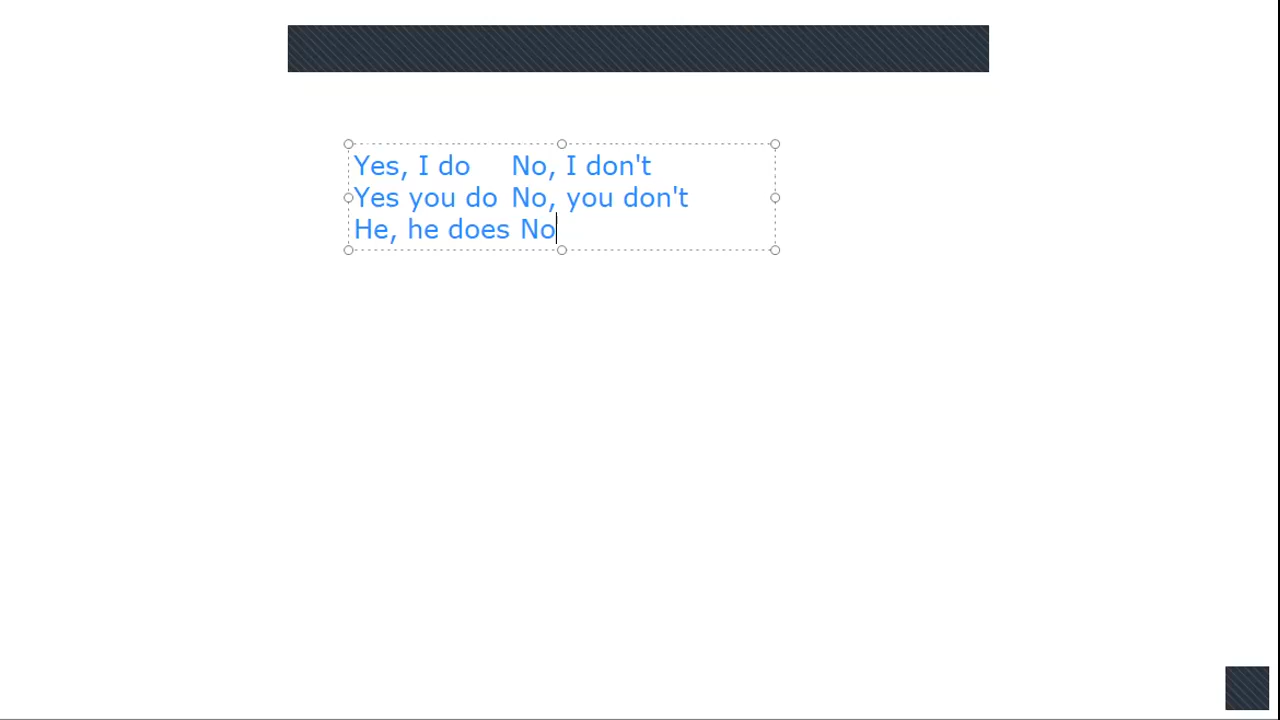 Yes, I do No, I don't
Yes you do No, you don't
He, he does No